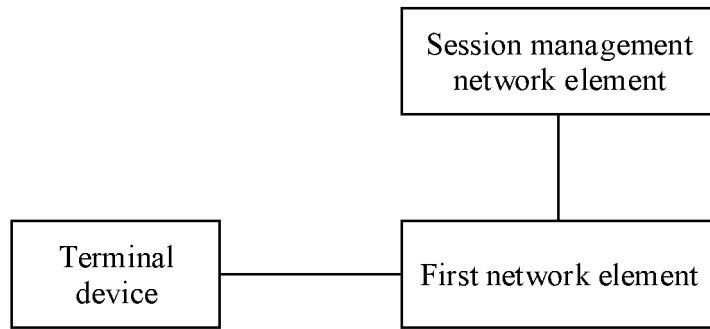 Session management
network element
Terminal
device
First network element